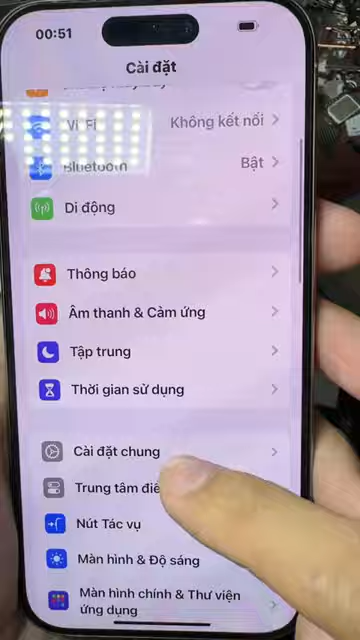 00:51
Cài đặt
Wi-Fi
Không kết nối
Bluetooth
Bật
Di động
Thông báo
Âm thanh & Cảm ứng
Tập trung
Thời gian sử dụng
Cài đặt chung
Trung tâm
Nút Tác vụ
Màn hình & Độ sáng
Màn hình chính & Thư viện
ứng dụng